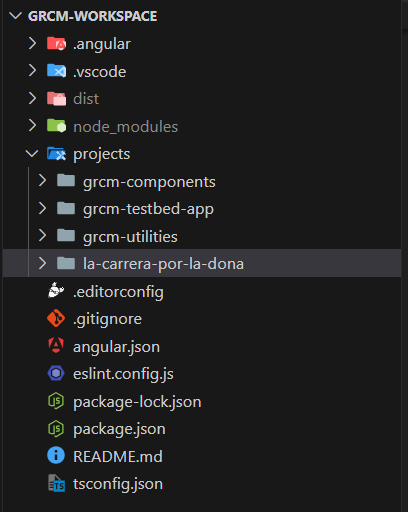 GRCM-WORKSPACE
.angular
.vscode
dist
node_modules
projects
grcm-components
grcm-testbed-app
grcm-utilities
la-carrera-por-la-dona
.editorconfig
.gitignore
angular.json
eslint.config.js
package-lock.json
package.json
README.md
tsconfig.json